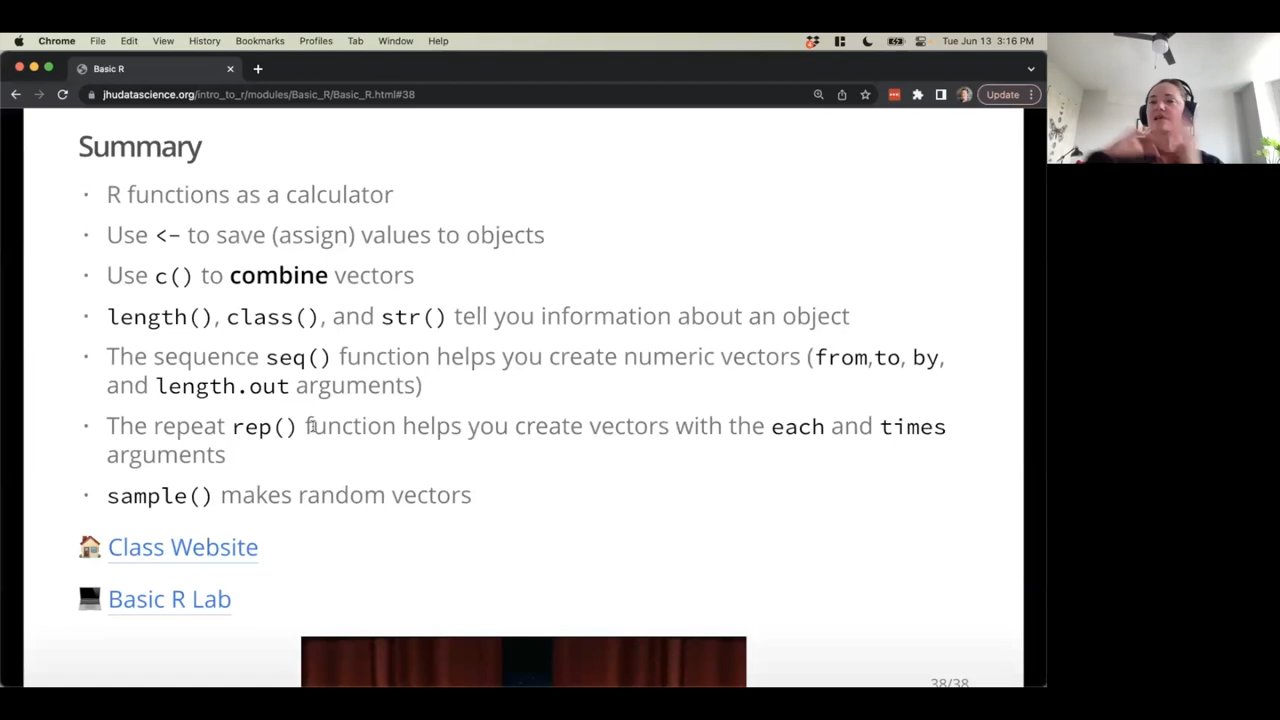 Chrome File Edit View History Bookmarks Profiles Tab Window Help Tue Jun 13 3:16 PM
Basic R
jhudatascience.org/intro_to_r/modules/Basic_R/Basic_R.html#38 Update
Summary
· R functions as a calculator
· Use <- to save (assign) values to objects
· Use c() to combine vectors
· length(), class(), and str() tell you information about an object
· The sequence seq() function helps you create numeric vectors (from,to, by,
and length.out arguments)
· The repeat rep() function helps you create vectors with the each and times
arguments
· sample() makes random vectors
Class Website
Basic R Lab
38/38